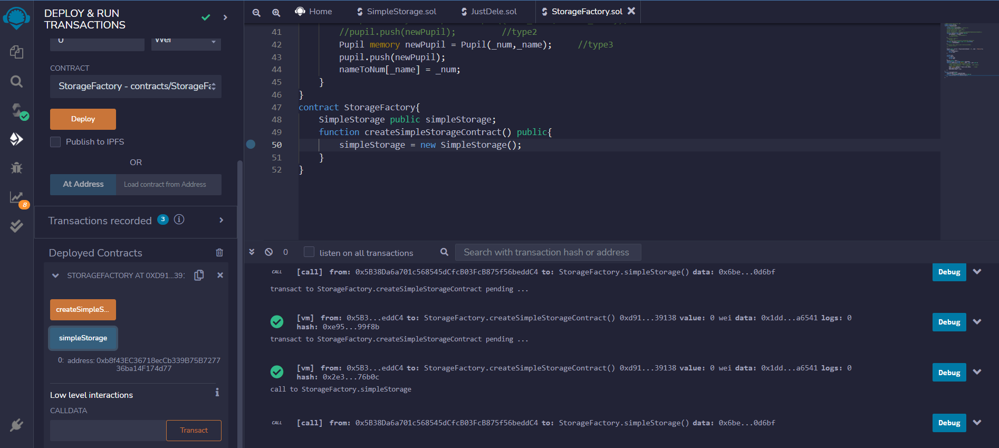 DEPLOY & RUN
TRANSACTIONS
0
Wei
CONTRACT
StorageFactory - contracts/StorageFa
Deploy
Publish to IPFS
OR
At Address
Load contract from Address
Transactions recorded 3
Deployed Contracts
STORAGEFACTORY AT 0XD91...391
createSimpleS...
simpleStorage
0: address: 0xb8f43EC36718ecCb339B75B7277
36ba14F174d77
Low level interactions
CALLDATA
Transact
8
Home
SimpleStorage.sol
JustDele.sol
StorageFactory.sol
41 //pupil.push(newPupil); //type2
42 Pupil memory newPupil = Pupil(_num,_name); //type3
43 pupil.push(newPupil);
44 nameToNum[_name] = _num;
45 }
46 }
47 contract StorageFactory{
48 SimpleStorage public simpleStorage;
49 function createSimpleStorageContract() public{
50 simpleStorage = new SimpleStorage();
51 }
52 }
0
listen on all transactions
Search with transaction hash or address
CALL [call] from: 0x5B38Da6a701c568545dCfcB03FcB875f56beddC4 to: StorageFactory.simpleStorage() data: 0x6be...0d6bf
Debug
transact to StorageFactory.createSimpleStorageContract pending ...
[vm] from: 0x5B3...eddC4 to: StorageFactory.createSimpleStorageContract() 0xd91...39138 value: 0 wei data: 0x1dd...a6541 logs: 0
hash: 0xe95...99f8b
Debug
transact to StorageFactory.createSimpleStorageContract pending ...
[vm] from: 0x5B3...eddC4 to: StorageFactory.createSimpleStorageContract() 0xd91...39138 value: 0 wei data: 0x1dd...a6541 logs: 0
hash: 0x2e3...76b0c
Debug
call to StorageFactory.simpleStorage
CALL [call] from: 0x5B38Da6a701c568545dCfcB03FcB875f56beddC4 to: StorageFactory.simpleStorage() data: 0x6be...0d6bf
Debug